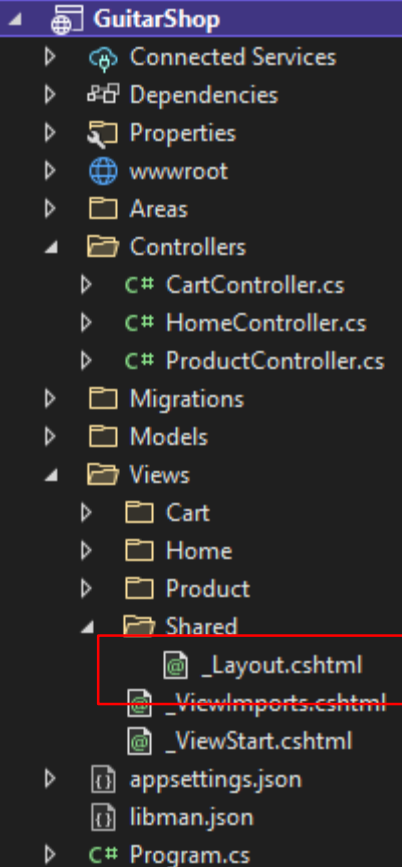 GuitarShop
Connected Services
Dependencies
Properties
wwwroot
Areas
Controllers
C# CartController.cs
C# HomeController.cs
C# ProductController.cs
Migrations
Models
Views
Cart
Home
Product
Shared
@ _Layout.cshtml
@ _ViewImports.cshtml
@ _ViewStart.cshtml
{} appsettings.json
{} libman.json
C# Program.cs